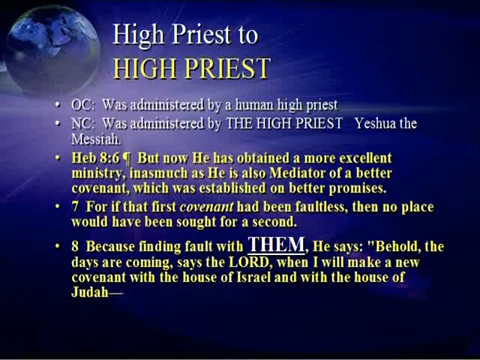 High Priest to
HIGH PRIEST
• OC: Was administered by a human high priest
• NC: Was administered by THE HIGH PRIEST Yeshua the
Messiah.
• Heb 8:6 ¶ But now He has obtained a more excellent
ministry, inasmuch as He is also Mediator of a better
covenant, which was established on better promises.
• 7 For if that first covenant had been faultless, then no place
would have been sought for a second.
• 8 Because finding fault with THEM, He says: "Behold, the
days are coming, says the LORD, when I will make a new
covenant with the house of Israel and with the house of
Judah—